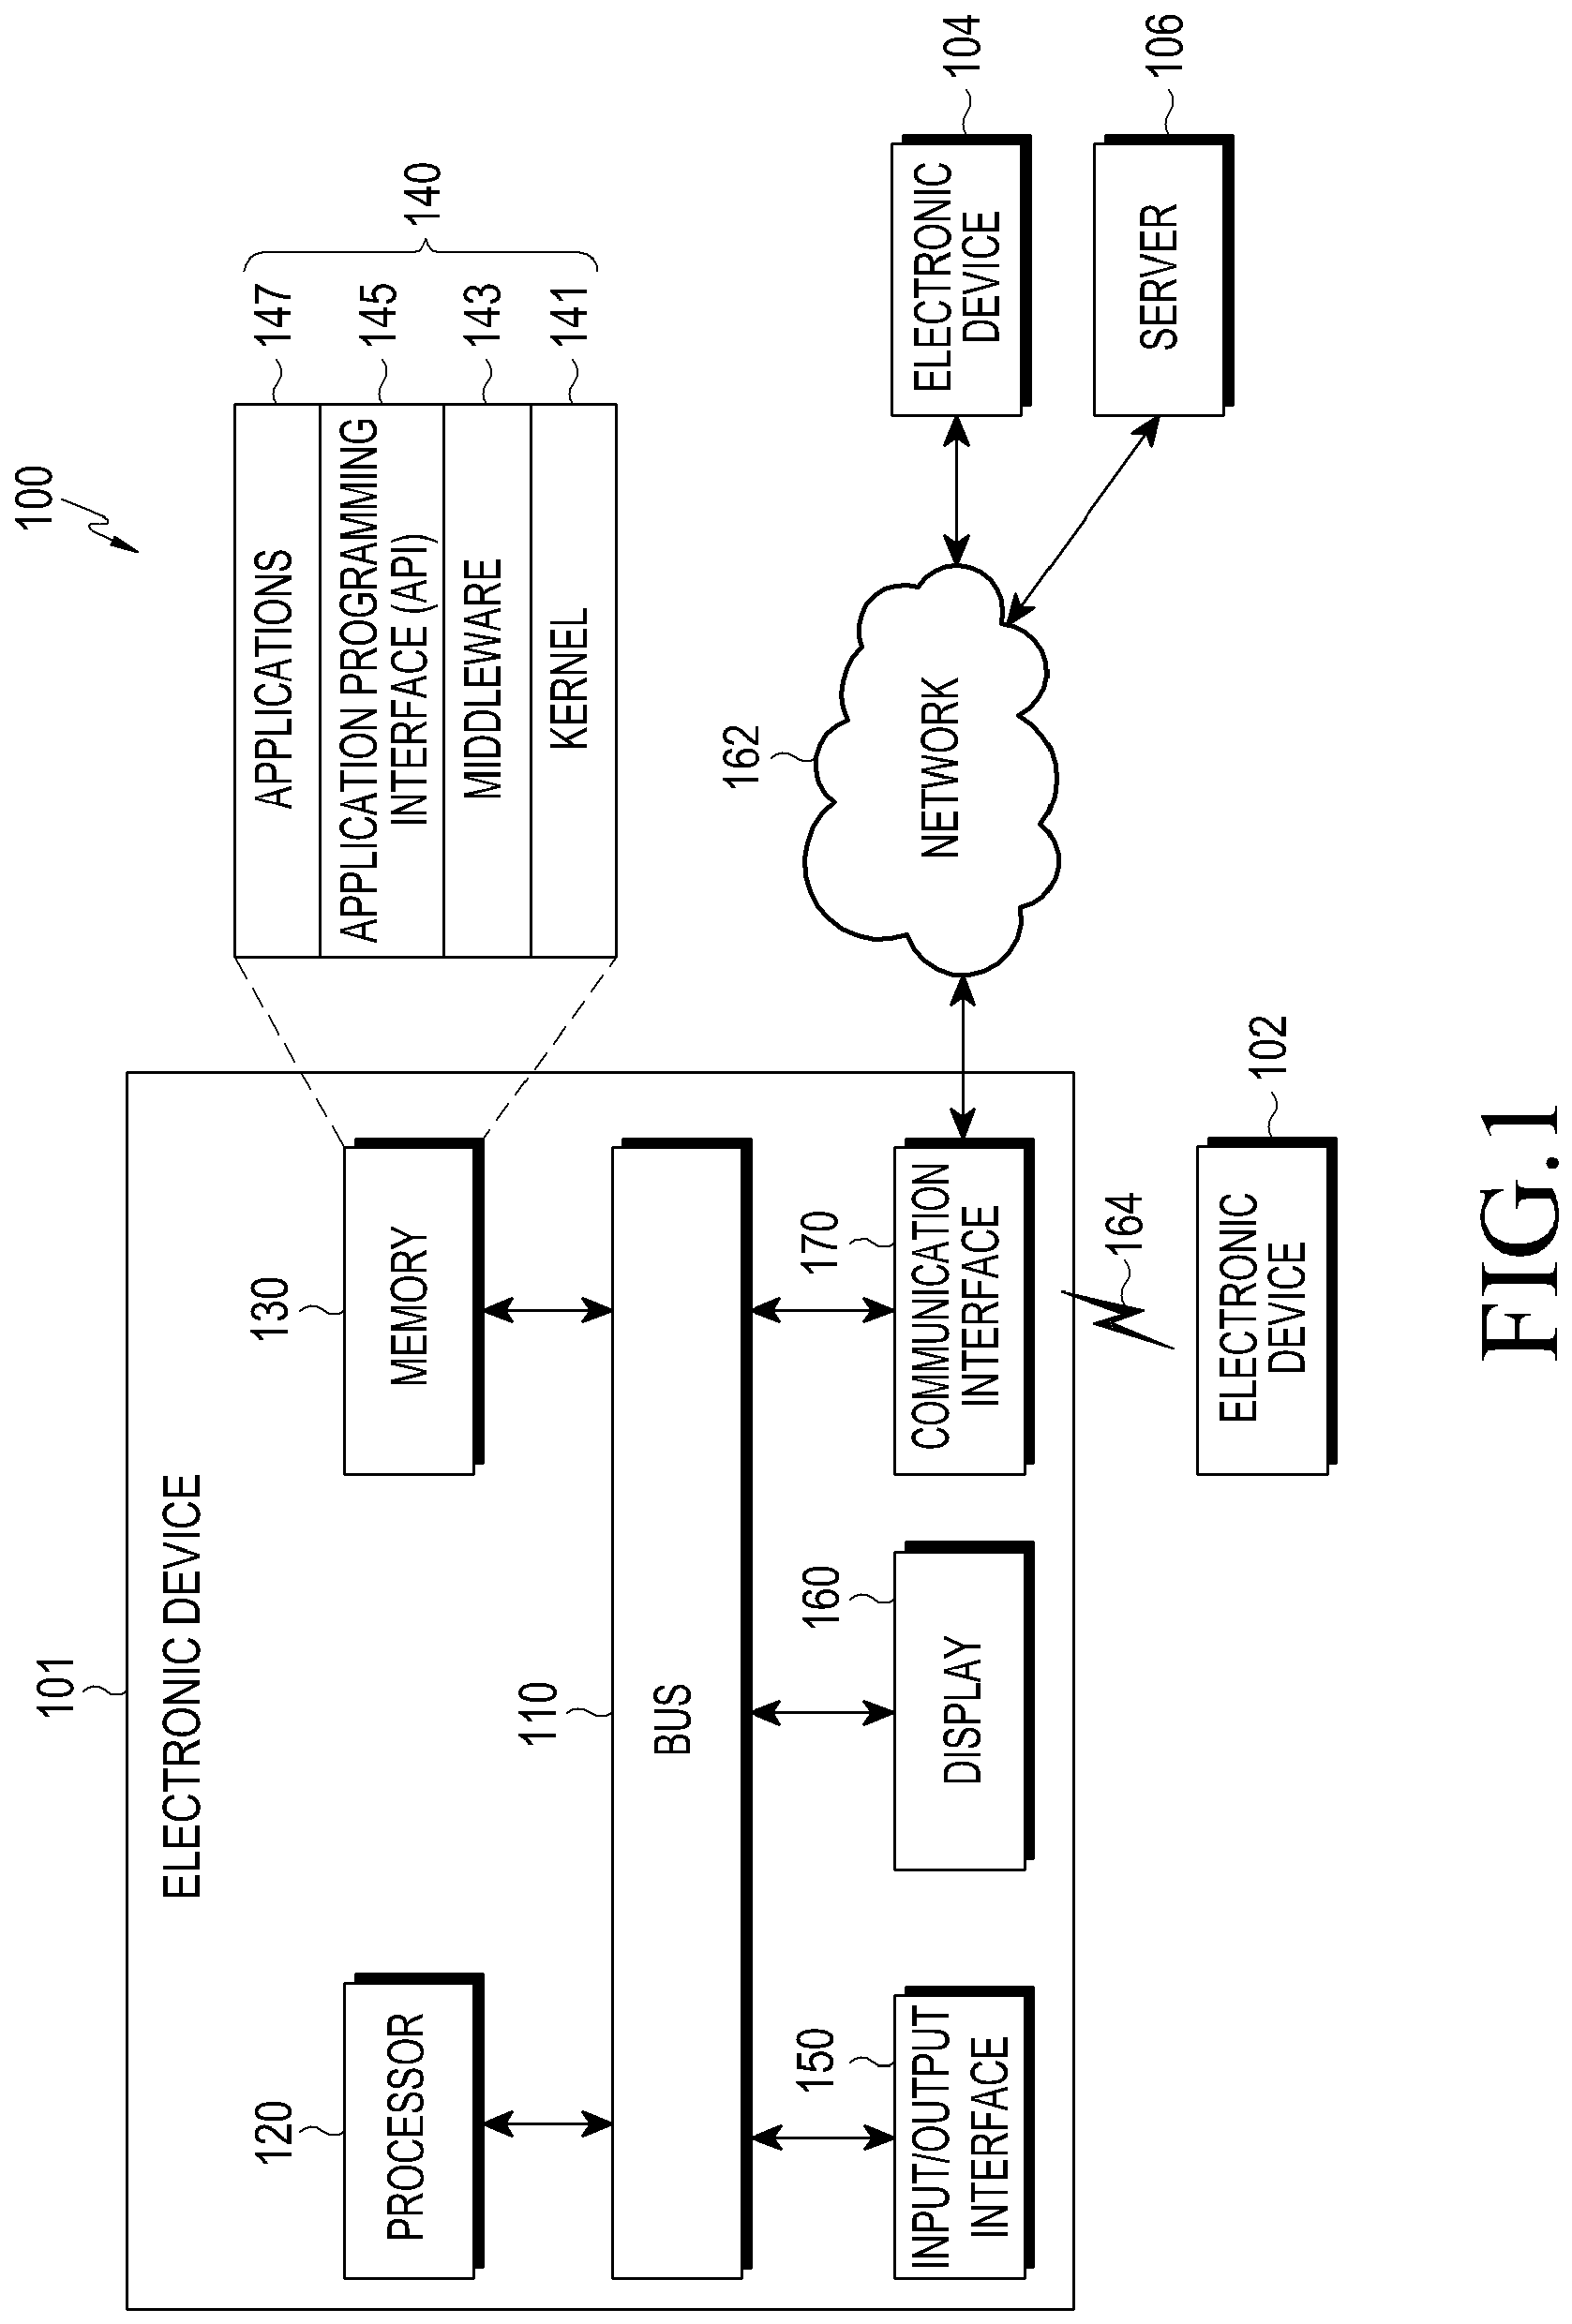 100
101
ELECTRONIC DEVICE
120
PROCESSOR
130
MEMORY
147
APPLICATIONS
145
APPLICATION PROGRAMMING
INTERFACE (API)
143
MIDDLEWARE
141
KERNEL
140
110
BUS
150
INPUT/OUTPUT
INTERFACE
160
DISPLAY
170
COMMUNICATION
INTERFACE
162
NETWORK
104
ELECTRONIC
DEVICE
106
SERVER
164
102
ELECTRONIC
DEVICE
FIG.1